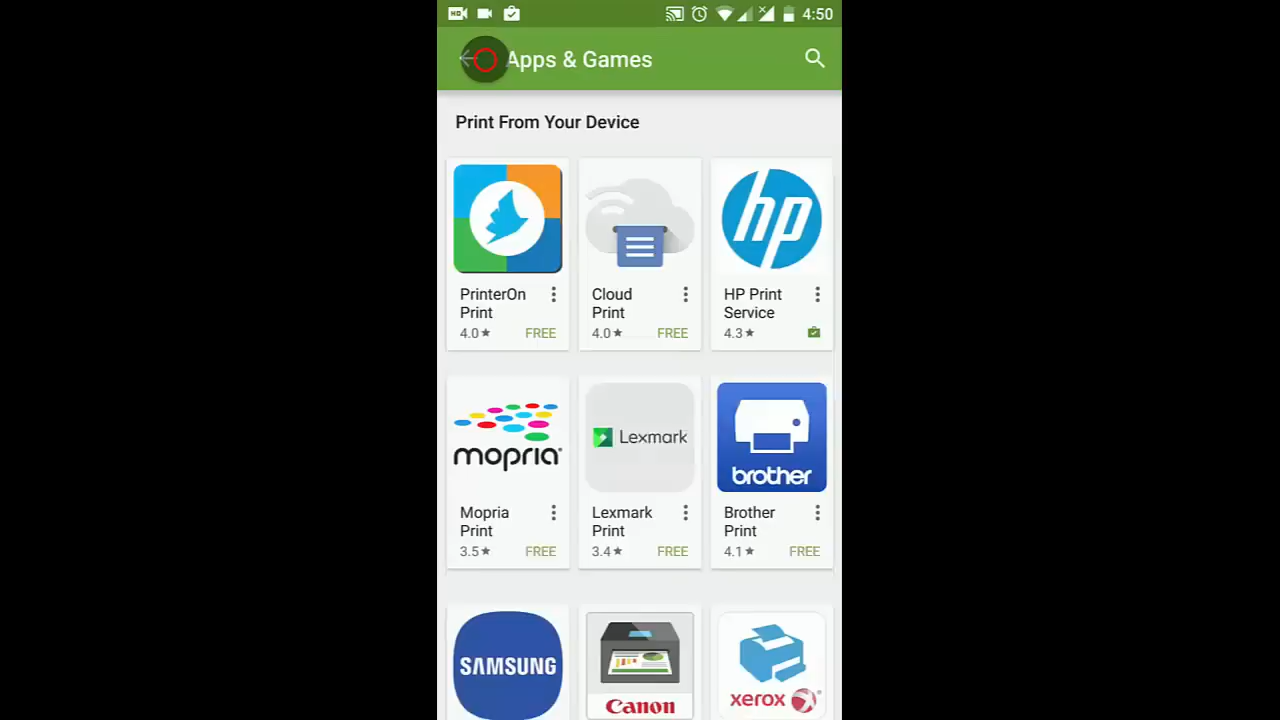 HD 4:50
Apps & Games
Print From Your Device
hp
PrinterOn Print
4.0★ FREE
Cloud Print
4.0★ FREE
HP Print Service
4.3★
mopria
Lexmark
brother
Mopria Print
3.5★ FREE
Lexmark Print
3.4★ FREE
Brother Print
4.1★ FREE
SAMSUNG
Canon
xerox